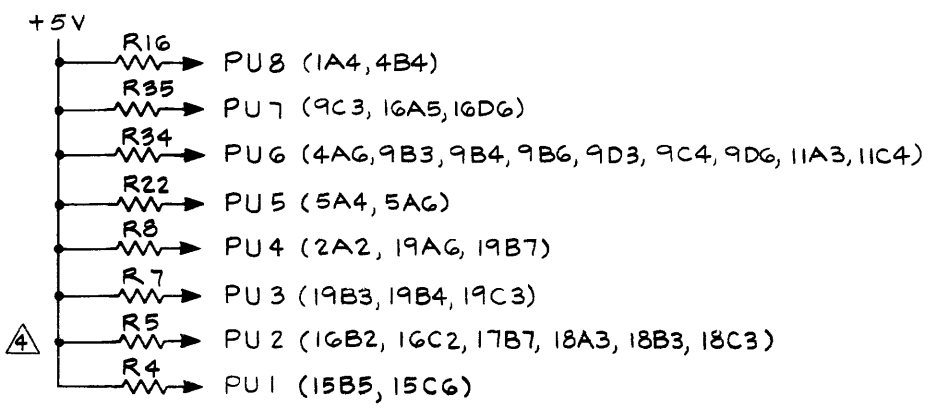 +5V
R16
PU8 (1A4, 4B4)
R35
PU7 (9C3, 16A5, 16D6)
R34
PU6 (4A6, 9B3, 9B4, 9B6, 9D3, 9C4, 9D6, 11A3, 11C4)
R22
PU5 (5A4, 5A6)
R8
PU4 (2A2, 19A6, 19B7)
R7
PU3 (19B3, 19B4, 19C3)
R5
4 PU2 (16B2, 16C2, 17B7, 18A3, 18B3, 18C3)
R4
PU1 (15B5, 15C6)